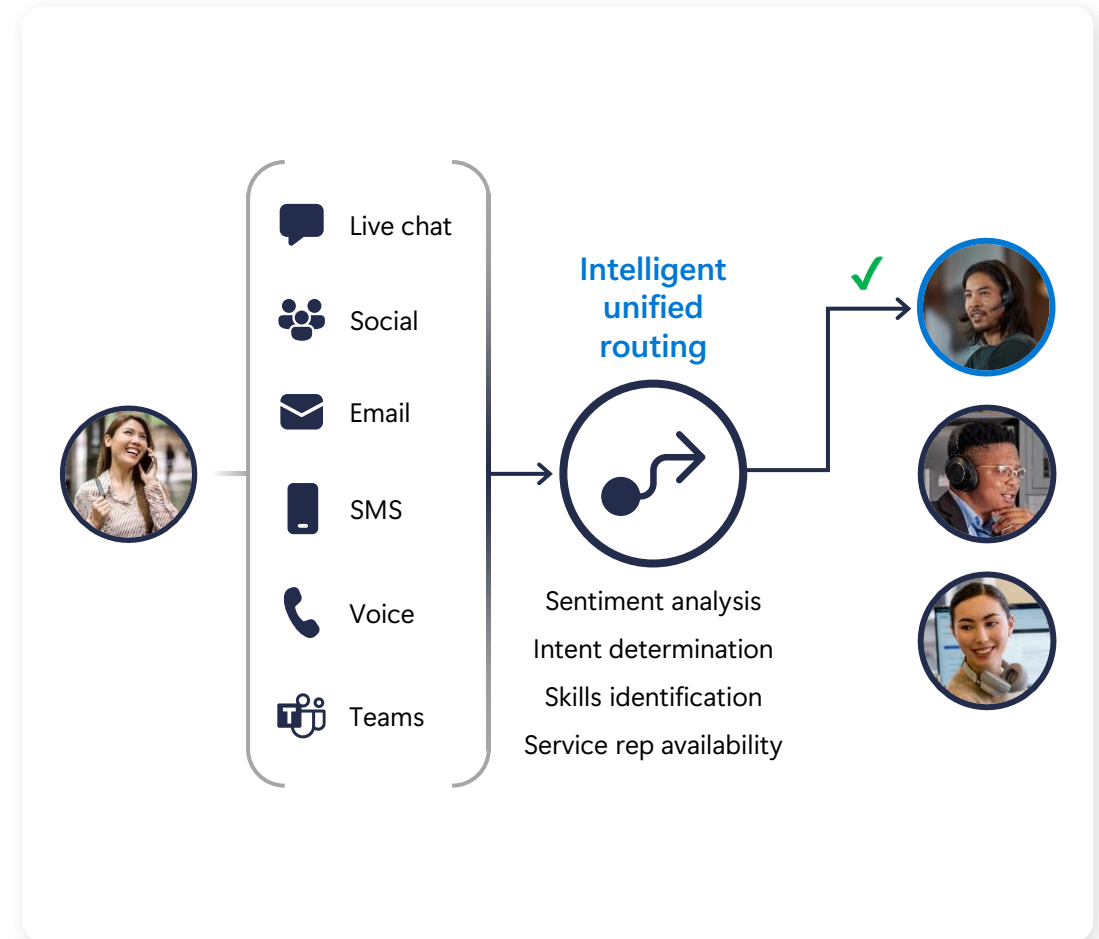 Live chat
Social
Email
SMS
Voice
T
Teams
Intelligent
unified
routing
Sentiment analysis
Intent determination
Skills identification
Service rep availability